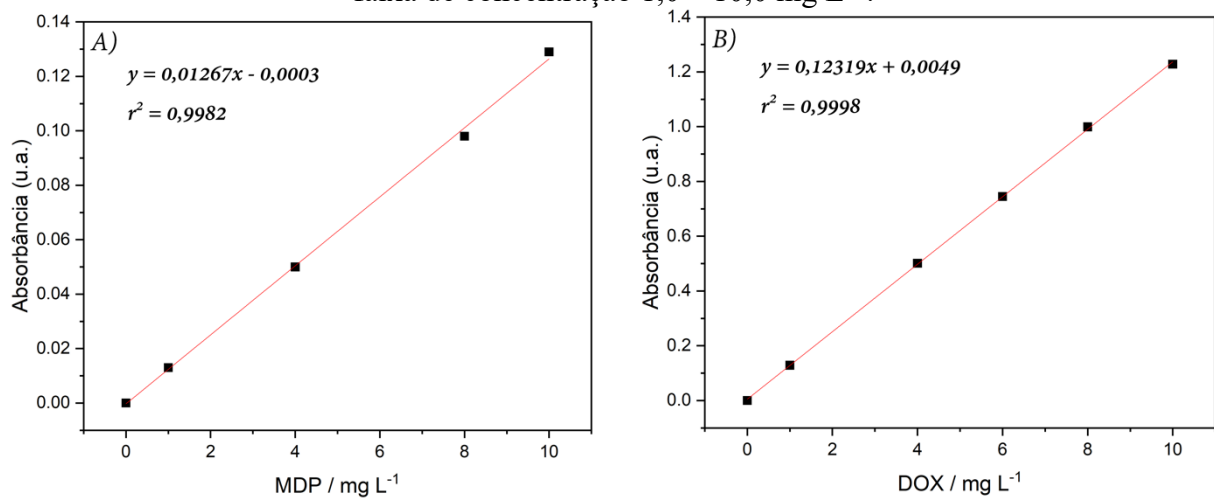 A)
y = 0,01267x - 0,0003
r² = 0,9982
0.14
0.12
0.10
0.08
0.06
0.04
0.02
0.00
Absorbância (u.a.)
0 2 4 6 8 10
MDP / mg L⁻¹
B)
y = 0,12319x + 0,0049
r² = 0,9998
1.4
1.2
1.0
0.8
0.6
0.4
0.2
0.0
Absorbância (u.a.)
0 2 4 6 8 10
DOX / mg L⁻¹